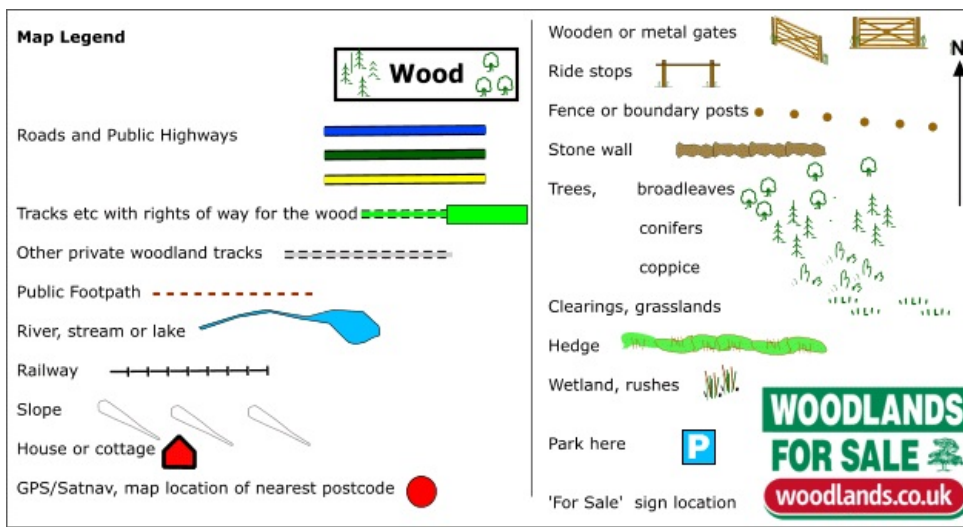 Map Legend
Wood
Roads and Public Highways
Tracks etc with rights of way for the wood
Other private woodland tracks
Public Footpath
River, stream or lake
Railway
Slope
House or cottage
GPS/Satnav, map location of nearest postcode
Wooden or metal gates
N
Ride stops
Fence or boundary posts
Stone wall
Trees, broadleaves
conifers
coppice
Clearings, grasslands
Hedge
Wetland, rushes
Park here
P
'For Sale' sign location
WOODLANDS
FOR SALE
woodlands.co.uk